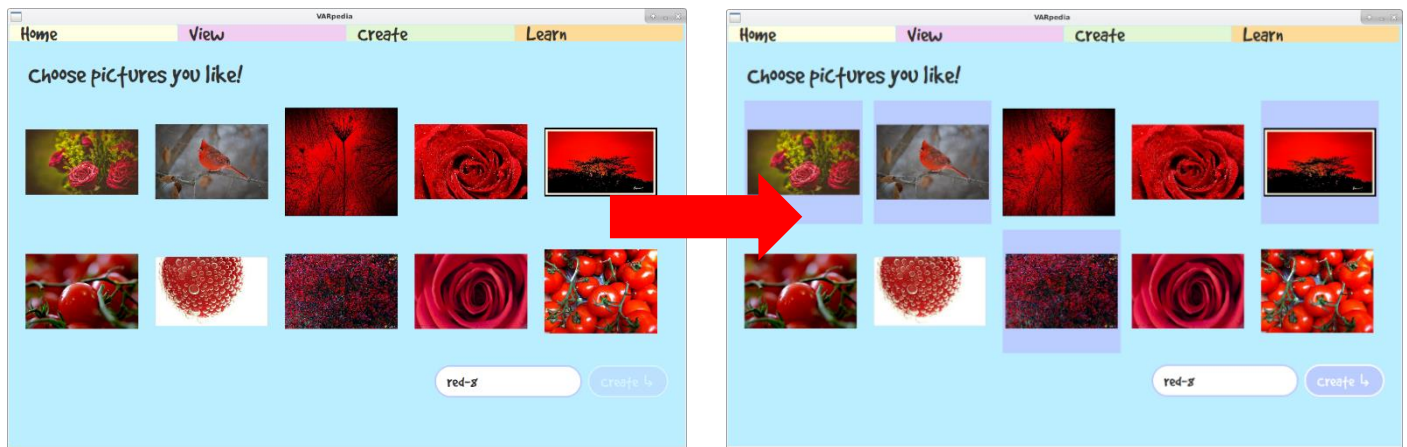 VARpedia
Home View Create Learn
Choose pictures you like!
red-8
Create
VARpedia
Home View Create Learn
Choose pictures you like!
red-8
Create